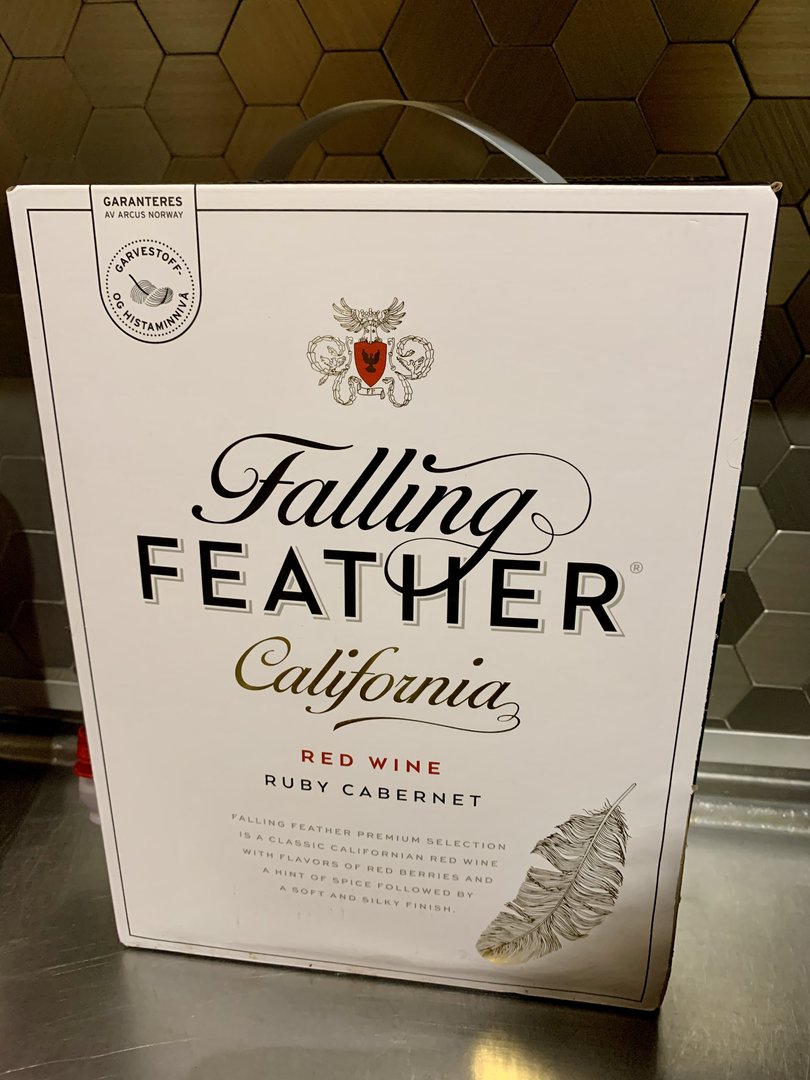 GARANTERES
AV ARCUS NORWAY
GARVESTOFF-
OG HISTAMINNIVÅ
Falling
FEATHER®
California
RED WINE
RUBY CABERNET
FALLING FEATHER PREMIUM SELECTION
IS A CLASSIC CALIFORNIAN RED WINE
WITH FLAVORS OF RED BERRIES AND
A HINT OF SPICE FOLLOWED BY
A SOFT AND SILKY FINISH.